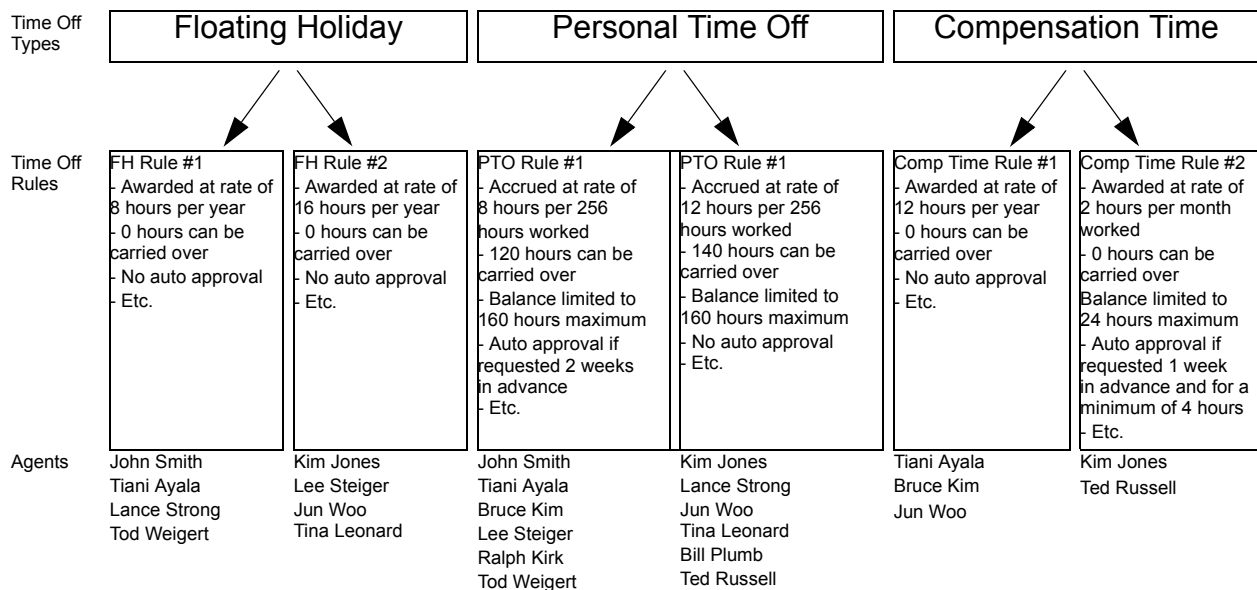 Time Off
Types
Floating Holiday
Personal Time Off
Compensation Time
Time Off
Rules
FH Rule #1
- Awarded at rate of
8 hours per year
- 0 hours can be
carried over
- No auto approval
- Etc.
FH Rule #2
- Awarded at rate of
16 hours per year
- 0 hours can be
carried over
- No auto approval
- Etc.
PTO Rule #1
- Accrued at rate of
8 hours per 256
hours worked
- 120 hours can be
carried over
- Balance limited to
160 hours maximum
- Auto approval if
requested 2 weeks
in advance
- Etc.
PTO Rule #1
- Accrued at rate of
12 hours per 256
hours worked
- 140 hours can be
carried over
- Balance limited to
160 hours maximum
- No auto approval
- Etc.
Comp Time Rule #1
- Awarded at rate of
12 hours per year
- 0 hours can be
carried over
- No auto approval
- Etc.
Comp Time Rule #2
- Awarded at rate of
2 hours per month
worked
- 0 hours can be
carried over
Balance limited to
24 hours maximum
- Auto approval if
requested 1 week
in advance and for a
minimum of 4 hours
- Etc.
Agents
John Smith
Tiani Ayala
Lance Strong
Tod Weigert
Kim Jones
Lee Steiger
Jun Woo
Tina Leonard
John Smith
Tiani Ayala
Bruce Kim
Lee Steiger
Ralph Kirk
Tod Weigert
Kim Jones
Lance Strong
Jun Woo
Tina Leonard
Bill Plumb
Ted Russell
Tiani Ayala
Bruce Kim
Jun Woo
Kim Jones
Ted Russell